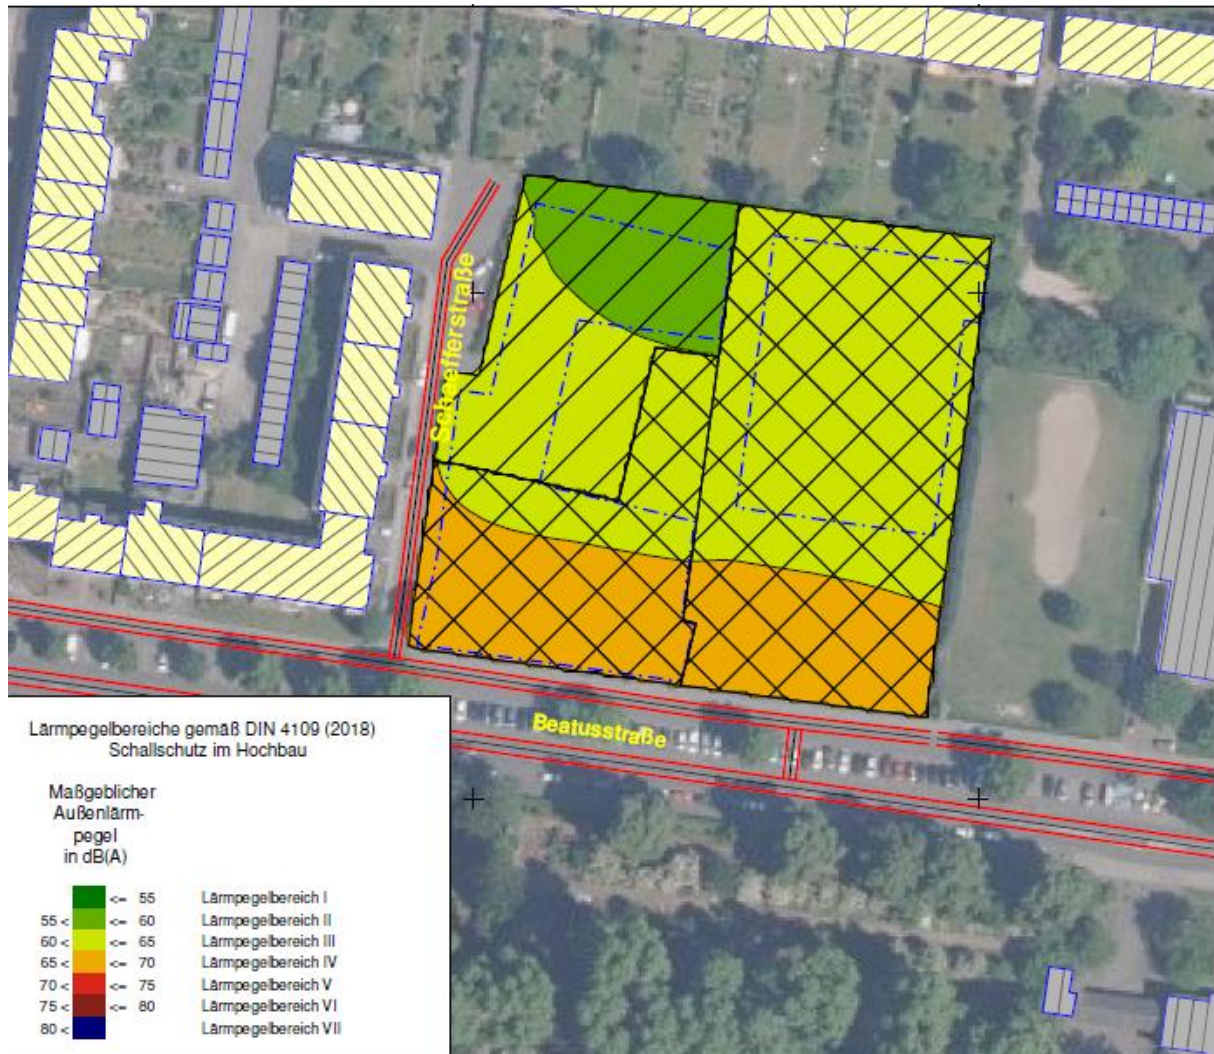 Schaefferstraße
Beatusstraße
Lärmpegelbereiche gemäß DIN 4109 (2018)
Schallschutz im Hochbau
Maßgeblicher
Außenlärm-
pegel
in dB(A)
<= 55 Lärmpegelbereich I
55 < <= 60 Lärmpegelbereich II
60 < <= 65 Lärmpegelbereich III
65 < <= 70 Lärmpegelbereich IV
70 < <= 75 Lärmpegelbereich V
75 < <= 80 Lärmpegelbereich VI
80 < Lärmpegelbereich VII